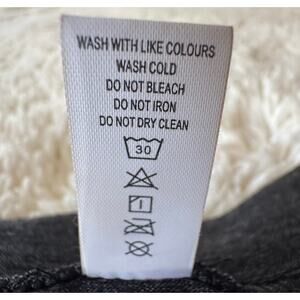 WASH WITH LIKE COLOURS
WASH COLD
DO NOT BLEACH
DO NOT IRON
DO NOT DRY CLEAN
30